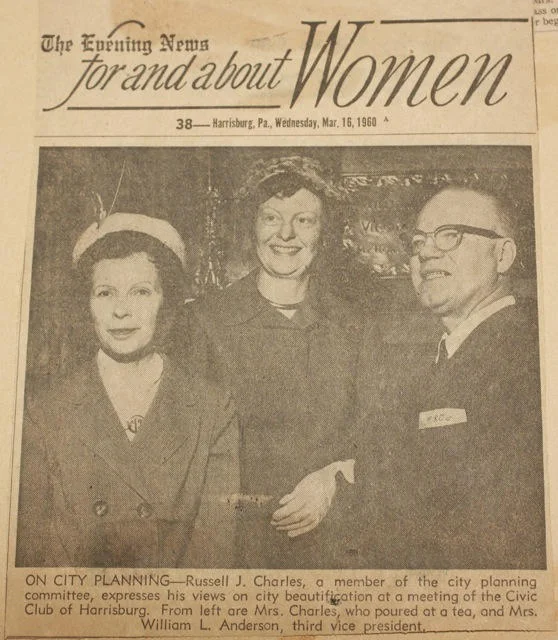 The Evening News
for and about Women
38— Harrisburg, Pa., Wednesday, Mar. 16, 1960
ON CITY PLANNING—Russell J. Charles, a member of the city planning
committee, expresses his views on city beautification at a meeting of the Civic
Club of Harrisburg. From left are Mrs. Charles, who poured at a tea, and Mrs.
William L. Anderson, third vice president.